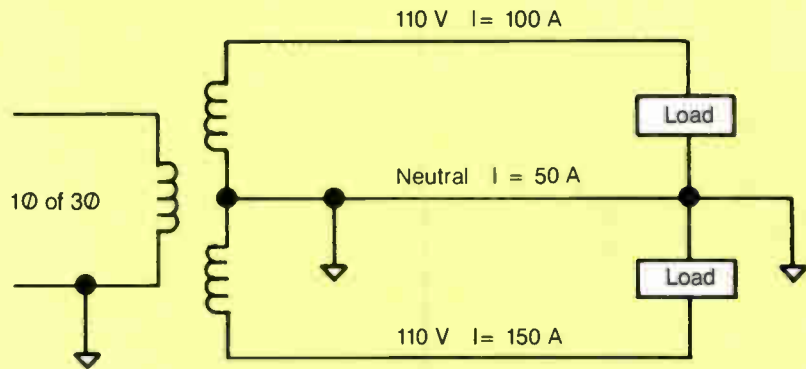 110 V I = 100 A
Load
Neutral I = 50 A
1Ø of 3Ø
Load
110 V I = 150 A